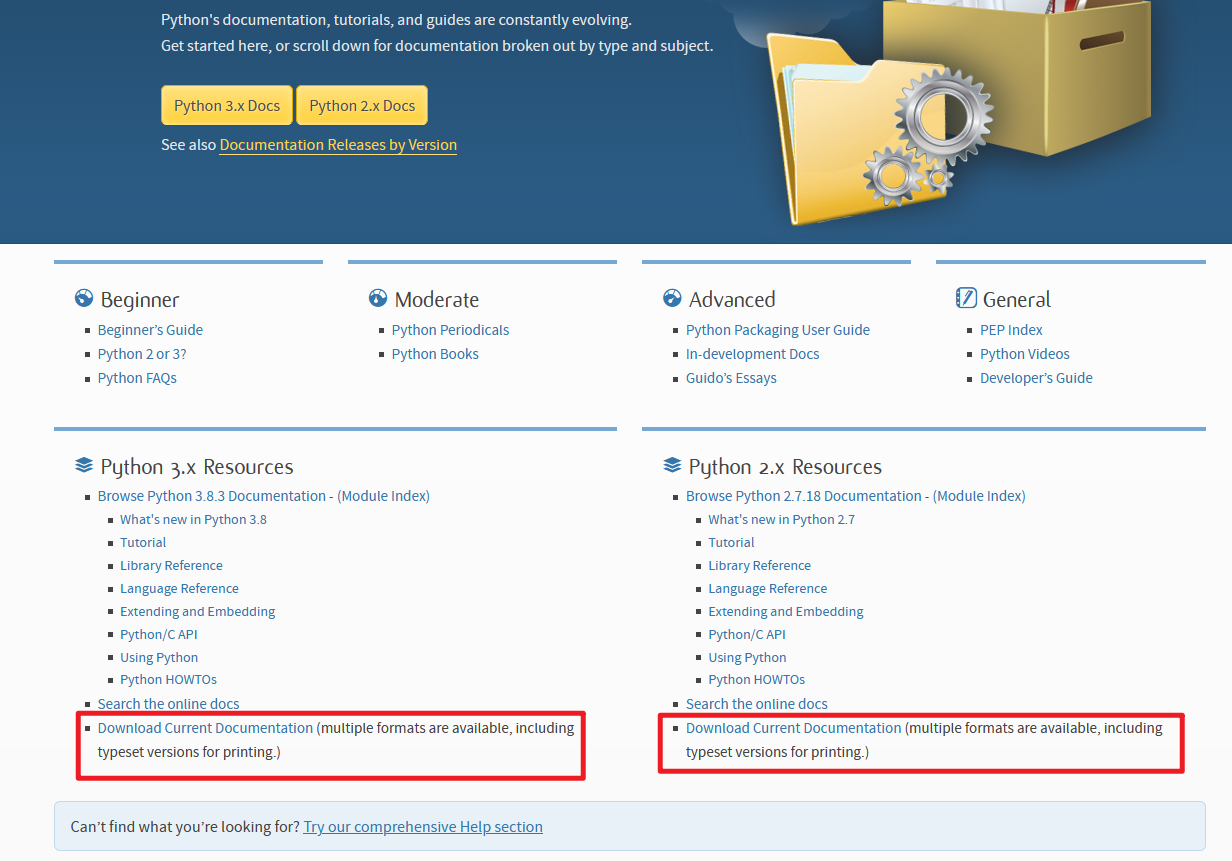 Python's documentation, tutorials, and guides are constantly evolving.
Get started here, or scroll down for documentation broken out by type and subject.
Python 3.x Docs
Python 2.x Docs
See also Documentation Releases by Version
Beginner
Beginner's Guide
Python 2 or 3?
Python FAQs
Moderate
Python Periodicals
Python Books
Advanced
Python Packaging User Guide
In-development Docs
Guido's Essays
General
PEP Index
Python Videos
Developer's Guide
Python 3.x Resources
Browse Python 3.8.3 Documentation - (Module Index)
What's new in Python 3.8
Tutorial
Library Reference
Language Reference
Extending and Embedding
Python/C API
Using Python
Python HOWTOs
Search the online docs
Download Current Documentation (multiple formats are available, including
typeset versions for printing.)
Python 2.x Resources
Browse Python 2.7.18 Documentation - (Module Index)
What's new in Python 2.7
Tutorial
Library Reference
Language Reference
Extending and Embedding
Python/C API
Using Python
Python HOWTOs
Search the online docs
Download Current Documentation (multiple formats are available, including
typeset versions for printing.)
Can't find what you're looking for? Try our comprehensive Help section